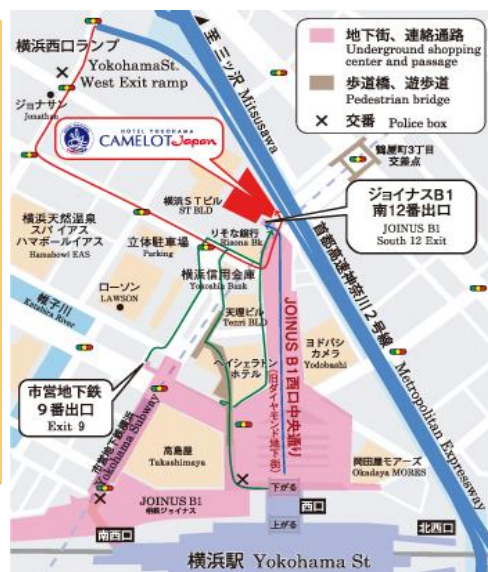 横浜西口ランプ
YokohamaSt.
West Exit ramp
ジョナサン
Jonathan
至 三ッ沢 Mitsusawa
地下街、連絡通路
Underground shopping
center and passage
歩道橋、遊歩道
Pedestrian bridge
交番 Police box
HOTEL YOKOHAMA
CAMELOT Japan
鶴屋町3丁目
交差点
横浜STビル
ST BLD
ジョイナスB1
南12番出口
JOINUS B1
South 12 Exit
横浜天然温泉
スパ イアス
ハマボールイアス
Hamabowl EAS
立体駐車場
Parking
りそな銀行
Risona Bk
横浜信用金庫
Yokoshin Bank
ローソン
LAWSON
帷子川
Katabira River
天理ビル
Tenri BLD
首都高速神奈川2号線
Metropolitan Expressway
JOINUS B1 西口中央通り
(旧ダイヤモンド地下街)
ヨドバシ
カメラ
Yodobashi
ベイシェラトン
ホテル
市営地下鉄
9番出口
Exit 9
市営地下鉄横浜
Yokohama Subway
高島屋
Takashimaya
岡田屋モアーズ
Okadaya MORES
JOINUS B1
相鉄ジョイナス
下がる
西口
上がる
南西口
北西口
横浜駅 Yokohama St